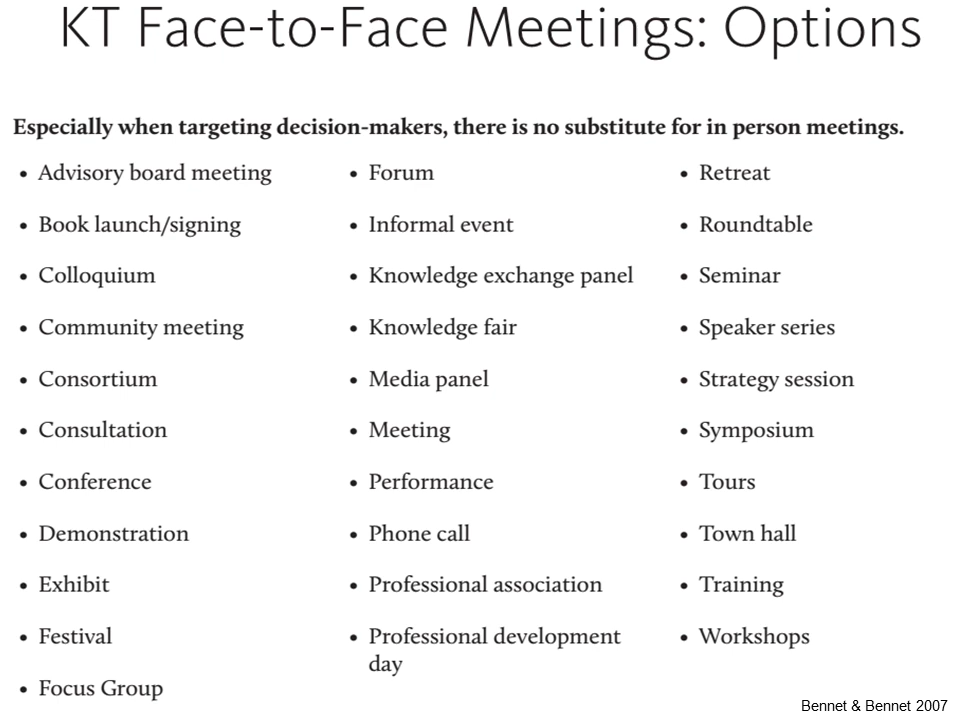 KT Face-to-Face Meetings: Options
Especially when targeting decision-makers, there is no substitute for in person meetings.
• Advisory board meeting
• Book launch/signing
• Colloquium
• Community meeting
• Consortium
• Consultation
• Conference
• Demonstration
• Exhibit
• Festival
• Focus Group
• Forum
• Informal event
• Knowledge exchange panel
• Knowledge fair
• Media panel
• Meeting
• Performance
• Phone call
• Professional association
• Professional development
day
• Retreat
• Roundtable
• Seminar
• Speaker series
• Strategy session
• Symposium
• Tours
• Town hall
• Training
• Workshops
Bennet & Bennet 2007